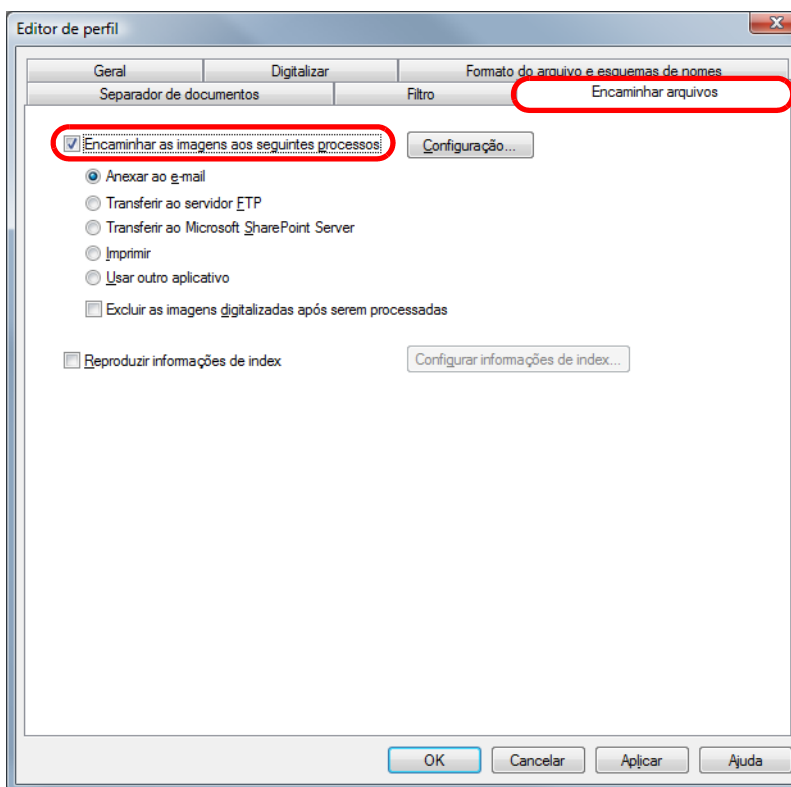 Editor de perfil
Geral Digitalizar Formato do arquivo e esquemas de nomes
Separador de documentos Filtro Encaminhar arquivos
Encaminhar as imagens aos seguintes processos Configuração...
Anexar ao e-mail
Transferir ao servidor FTP
Transferir ao Microsoft SharePoint Server
Imprimir
Usar outro aplicativo
Excluir as imagens digitalizadas após serem processadas
Reproduzir informações de index Configurar informações de index...
OK Cancelar Aplicar Ajuda